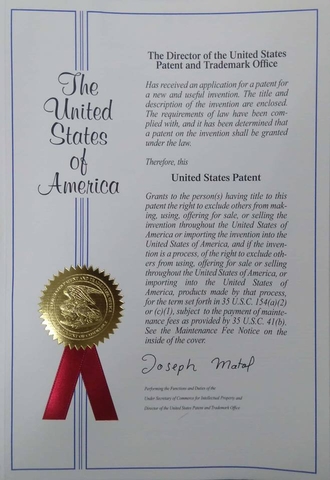 The
United
States
of
America
The Director of the United States
Patent and Trademark Office
Has received an application for a patent for
a new and useful invention. The title and
description of the invention are enclosed.
The requirements of law have been com-
plied with, and it has been determined that
a patent on the invention shall be granted
under the law.
Therefore, this
United States Patent
Grants to the person(s) having title to this
patent the right to exclude others from mak-
ing, using, offering for sale, or selling the
invention throughout the United States of
America or importing the invention into the
United States of America, and if the inven-
tion is a process, of the right to exclude oth-
ers from using, offering for sale or selling
throughout the United States of America, or
importing into the United States of
America, products made by that process,
for the term set forth in 35 U.S.C. 154(a)(2)
or (c)(1), subject to the payment of mainte-
nance fees as provided by 35 U.S.C. 41(b).
See the Maintenance Fee Notice on the
inside of the cover.
Joseph Matal
Performing the Functions and Duties of the
Under Secretary of Commerce for Intellectual Property and
Director of the United States Patent and Trademark Office